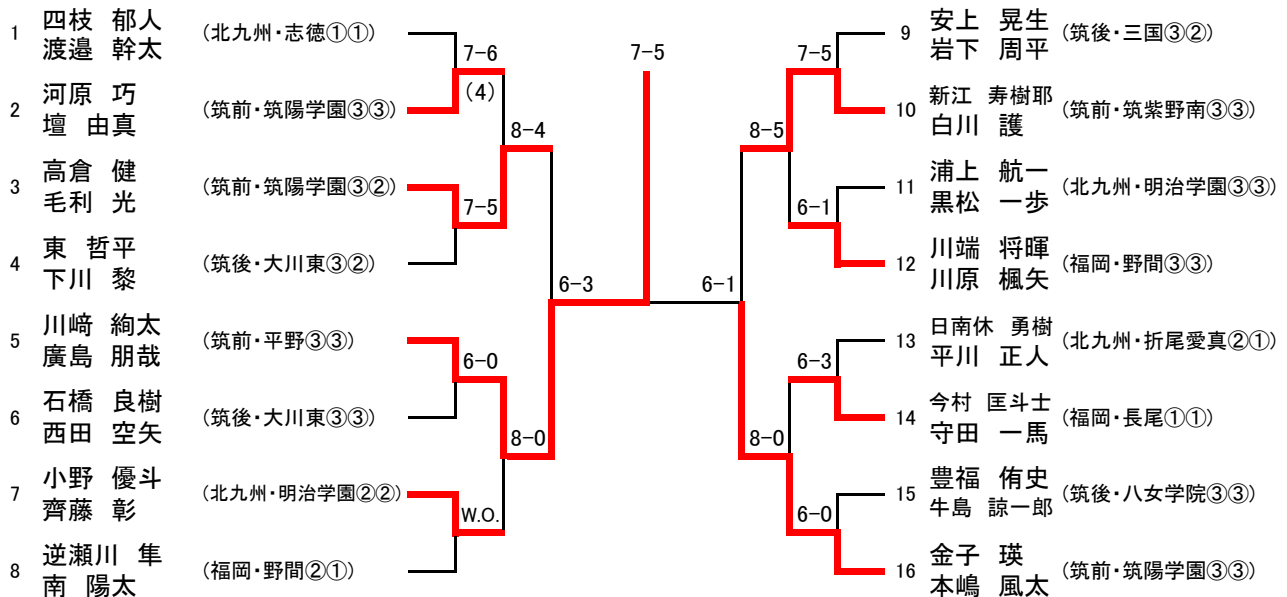 1 四枝 郁人 渡邉 幹太 (北九州・志徳①①)
2 河原 巧 壇 由真 (筑前・筑陽学園③③)
3 高倉 健 毛利 光 (筑前・筑陽学園③②)
4 東 哲平 下川 黎 (筑後・大川東③②)
5 川﨑 絢太 廣島 朋哉 (筑前・平野③③)
6 石橋 良樹 西田 空矢 (筑後・大川東③③)
7 小野 優斗 齊藤 彰 (北九州・明治学園②②)
8 逆瀬川 隼 南 陽太 (福岡・野間②①)
7-6
(4)
7-5
6-0
W.O.
8-4
8-0
6-3
7-5
6-1
8-5
8-0
7-5
6-1
6-3
6-0
9 安上 晃生 岩下 周平 (筑後・三国③②)
10 新江 寿樹耶 白川 護 (筑前・筑紫野南③③)
11 浦上 航一 黒松 一歩 (北九州・明治学園③③)
12 川端 将暉 川原 楓矢 (福岡・野間③③)
13 日南休 勇樹 平川 正人 (北九州・折尾愛真②①)
14 今村 匡斗士 守田 一馬 (福岡・長尾①①)
15 豊福 侑史 牛島 諒一郎 (筑後・八女学院③③)
16 金子 瑛 本嶋 風太 (筑前・筑陽学園③③)